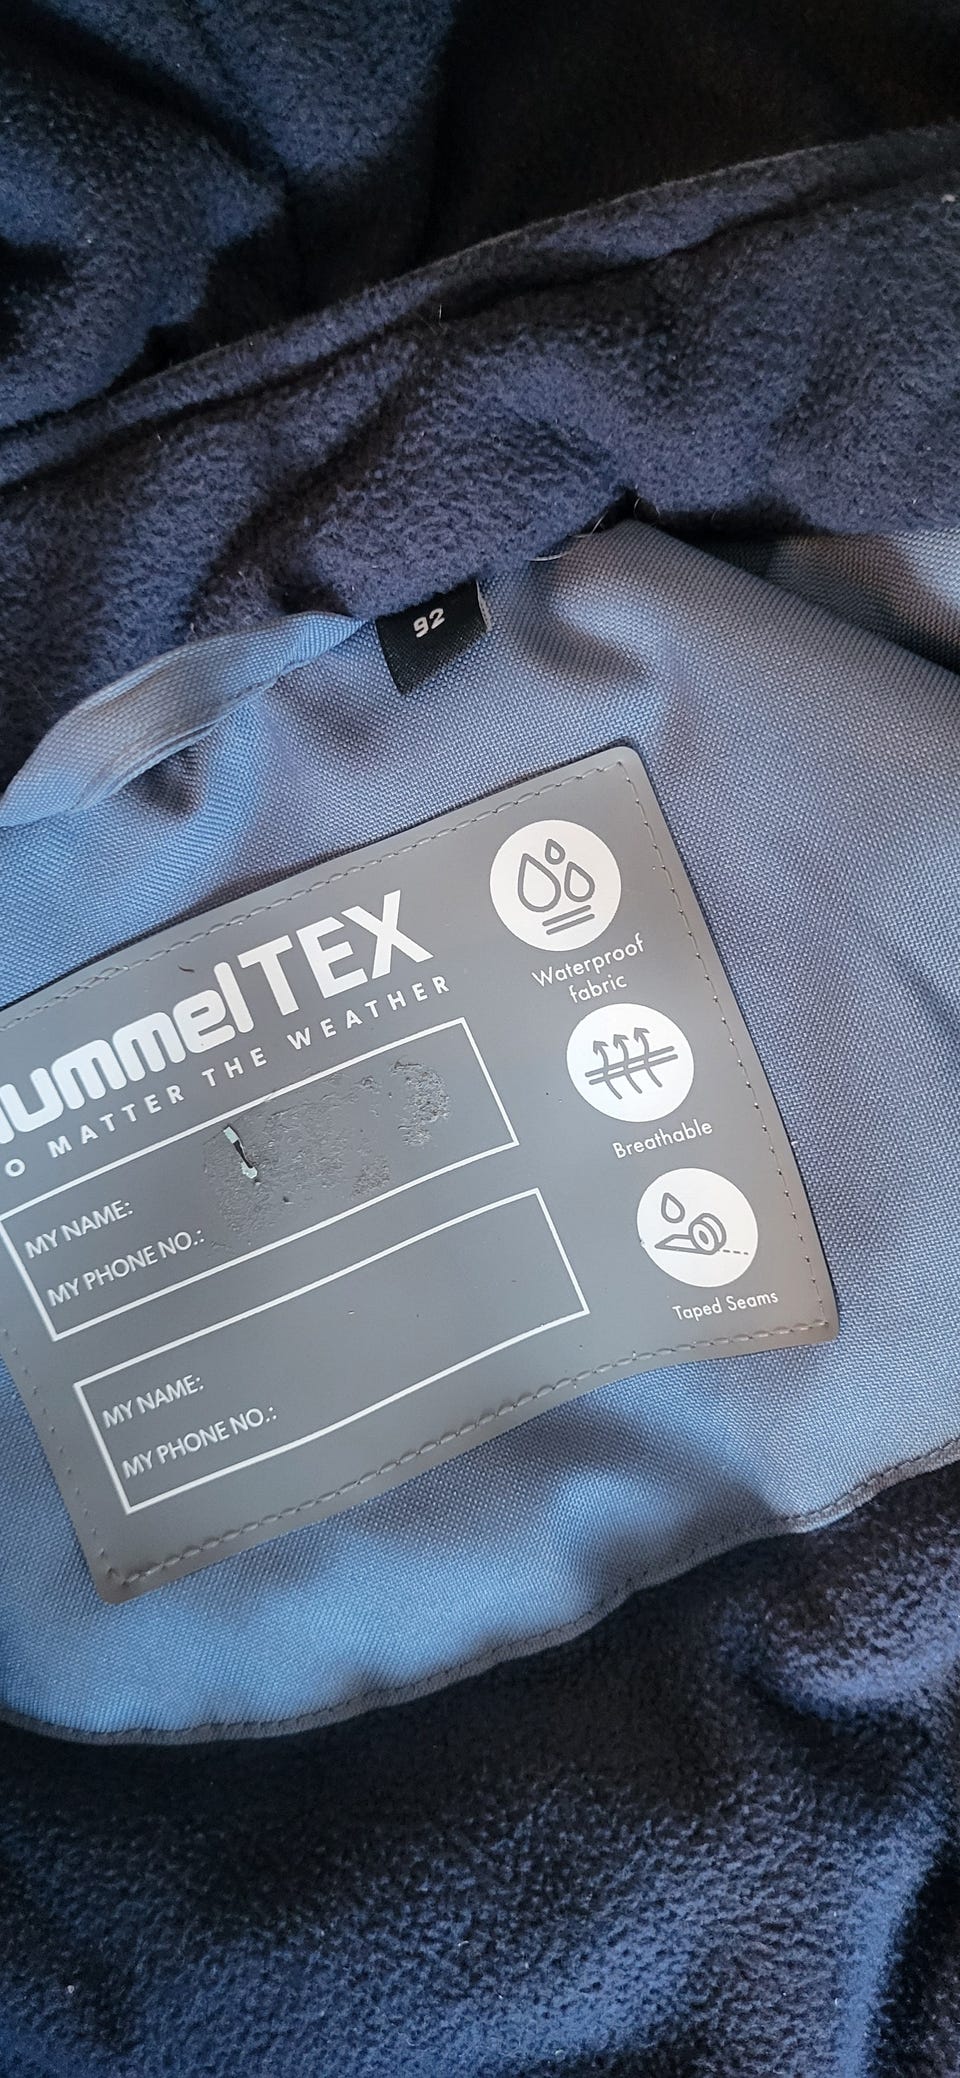 92
ummelTEX
O MATTER THE WEATHER
MY NAME:
MY PHONE NO.:
MY NAME:
MY PHONE NO.:
Waterproof
fabric
Breathable
Taped Seams